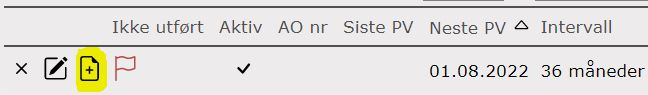 Ikke utført Aktiv AO nr Siste PV Neste PV Intervall
01.08.2022 36 måneder